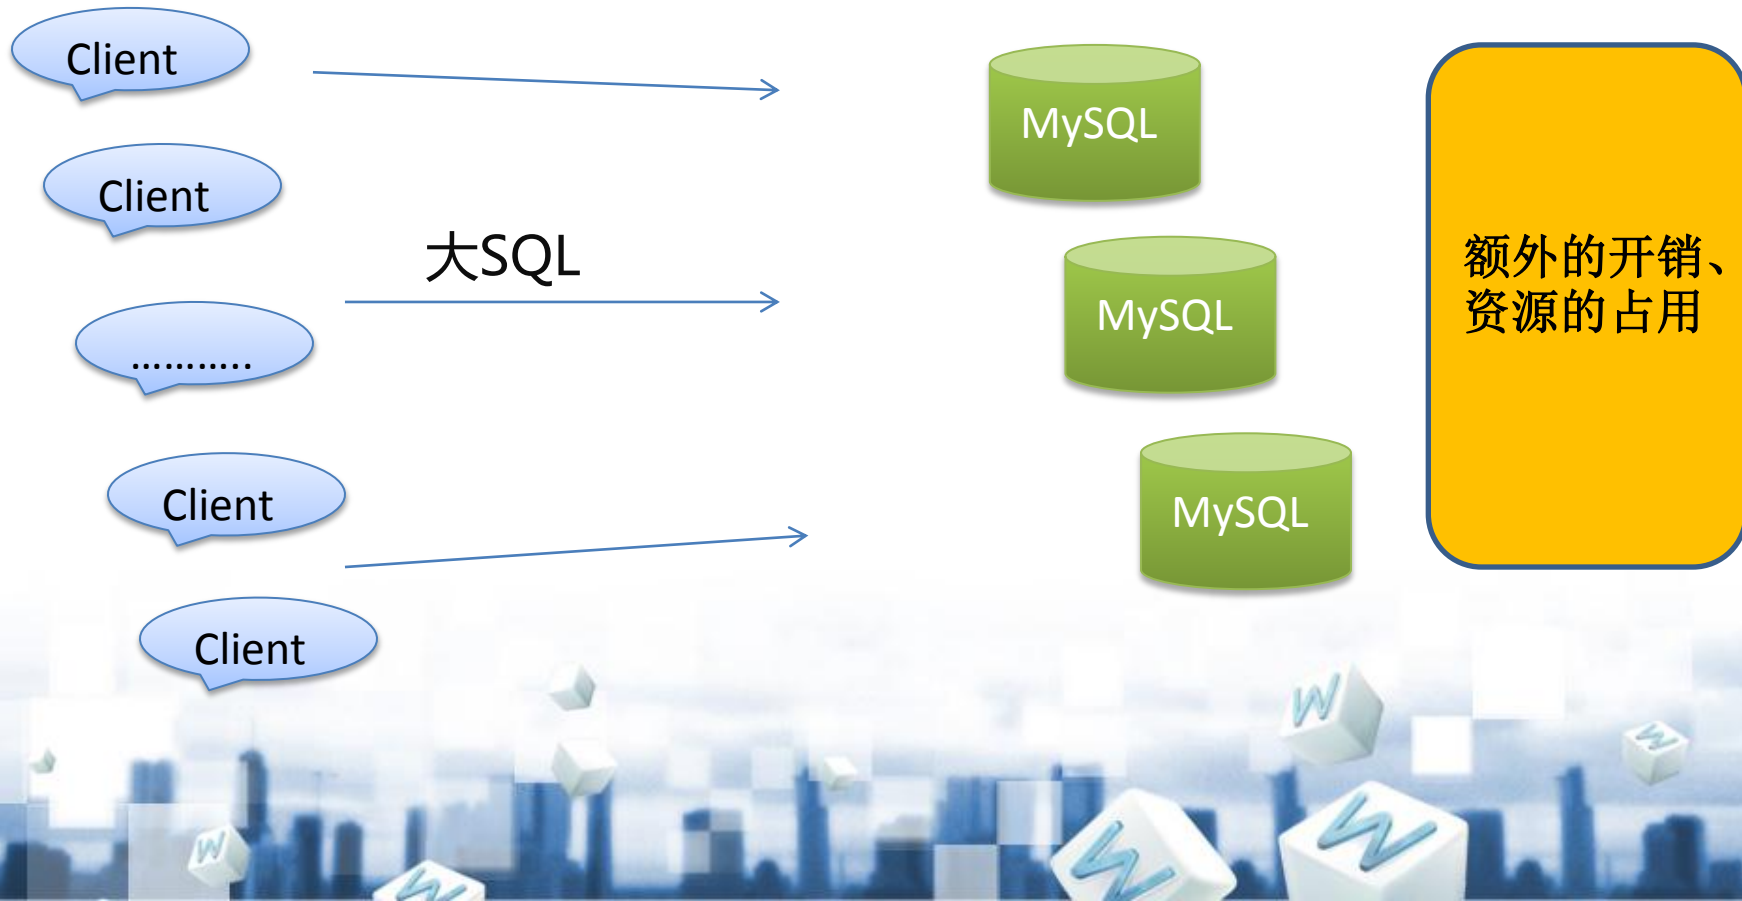 Client
Client
………..
Client
Client
大SQL
MySQL
MySQL
MySQL
额外的开销、
资源的占用
W
W
W
W
W
W